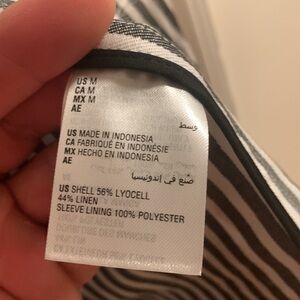 US M
CA M
MX M
AE
وسط
US MADE IN INDONESIA
CA FABRIQUÉ EN INDONÉSIE
MX HECHO EN INDONESIA
AE
صنع في اندونيسيا
US SHELL 56% LYOCELL
44% LINEN
SLEEVE LINING 100% POLYESTER